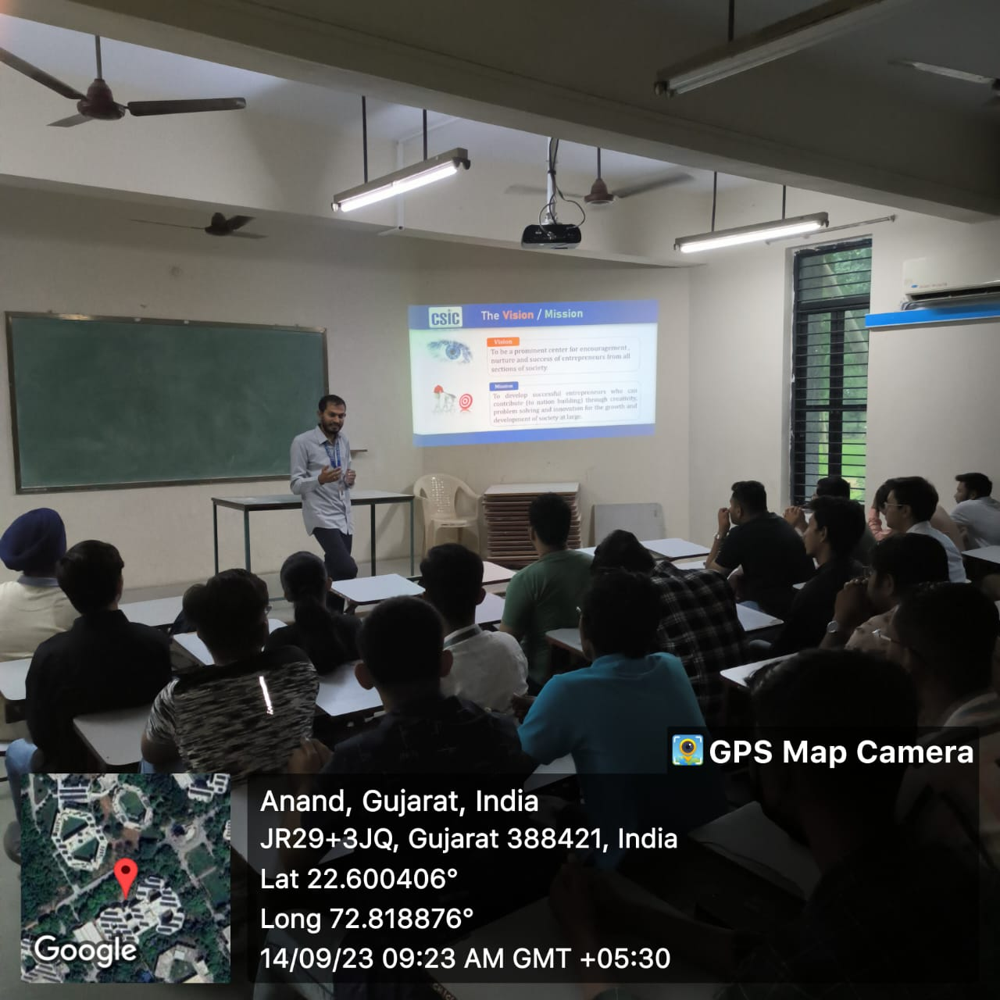 CSIC The Vision / Mission
Vision
To be a prominent center for encouragement,
nurture and success of entrepreneurs from all
sections of society.
Mission
To develop successful entrepreneurs who can
contribute (to nation building) through creativity,
problem solving and innovation for the growth and
development of society at large.
GPS Map Camera
Anand, Gujarat, India
JR29+3JQ, Gujarat 388421, India
Lat 22.600406°
Long 72.818876°
14/09/23 09:23 AM GMT +05:30
Google